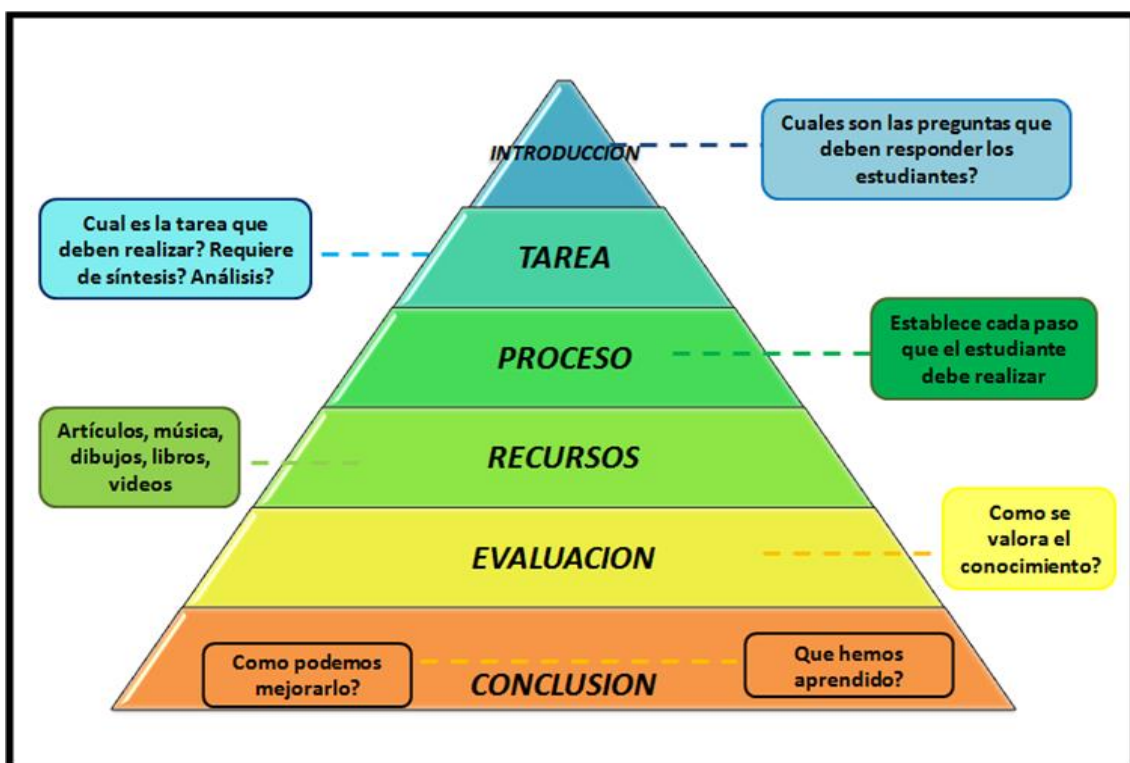 INTRODUCCION
Cuales son las preguntas que
deben responder los
estudiantes?
Cual es la tarea que
deben realizar? Requiere
de síntesis? Análisis?
TAREA
PROCESO
Establece cada paso
que el estudiante
debe realizar
Artículos, música,
dibujos, libros,
videos
RECURSOS
EVALUACION
Como se
valora el
conocimiento?
Como podemos
mejorarlo?
CONCLUSION
Que hemos
aprendido?